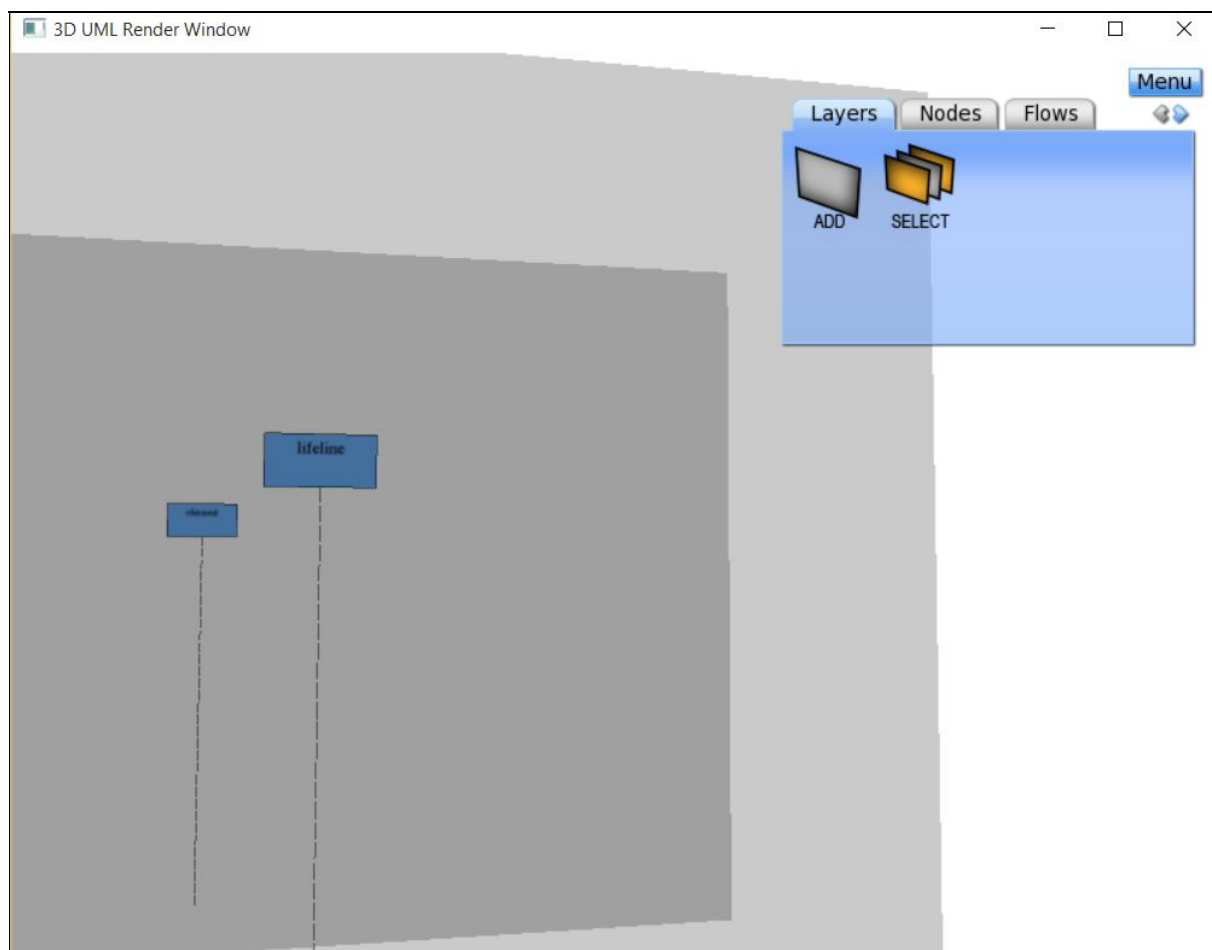 3D UML Render Window
Menu
Layers Nodes Flows
ADD SELECT
lifeline